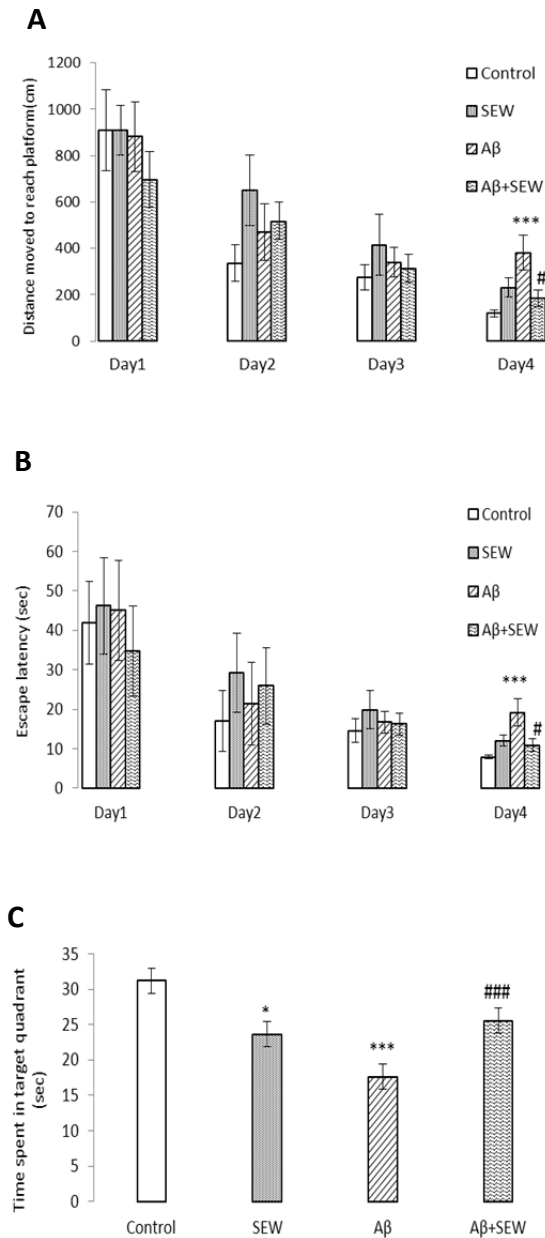 A
Distance moved to reach platform(cm)
1200
1000
800
600
400
200
0
Control
SEW
Aβ
Aβ+SEW
***
#
Day1 Day2 Day3 Day4
B
Escape latency (sec)
70
60
50
40
30
20
10
0
Control
SEW
Aβ
Aβ+SEW
***
#
Day1 Day2 Day3 Day4
C
Time spent in target quadrant
(sec)
35
30
25
20
15
10
5
0
*
***
###
Control SEW Aβ Aβ+SEW